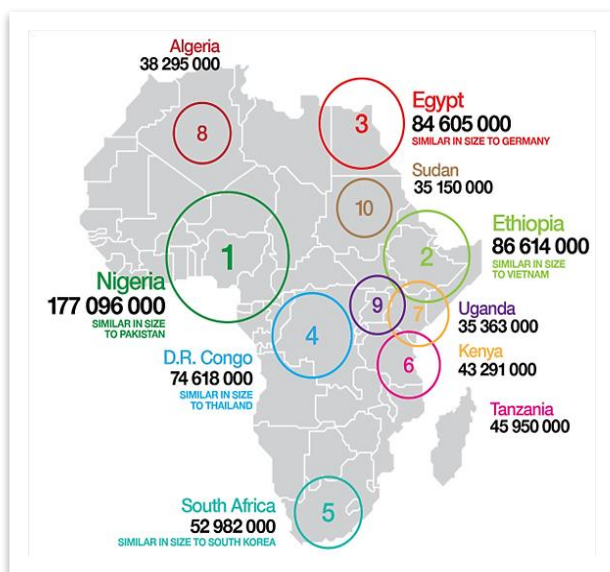 Algeria
38 295 000
8
3
Egypt
84 605 000
SIMILAR IN SIZE TO GERMANY
Sudan
35 150 000
10
Ethiopia
86 614 000
SIMILAR IN SIZE
TO VIETNAM
2
1
Nigeria
177 096 000
SIMILAR IN SIZE
TO PAKISTAN
9
7
Uganda
35 363 000
4
D.R. Congo
74 618 000
SIMILAR IN SIZE
TO THAILAND
6
Kenya
43 291 000
Tanzania
45 950 000
South Africa
52 982 000
SIMILAR IN SIZE TO SOUTH KOREA
5